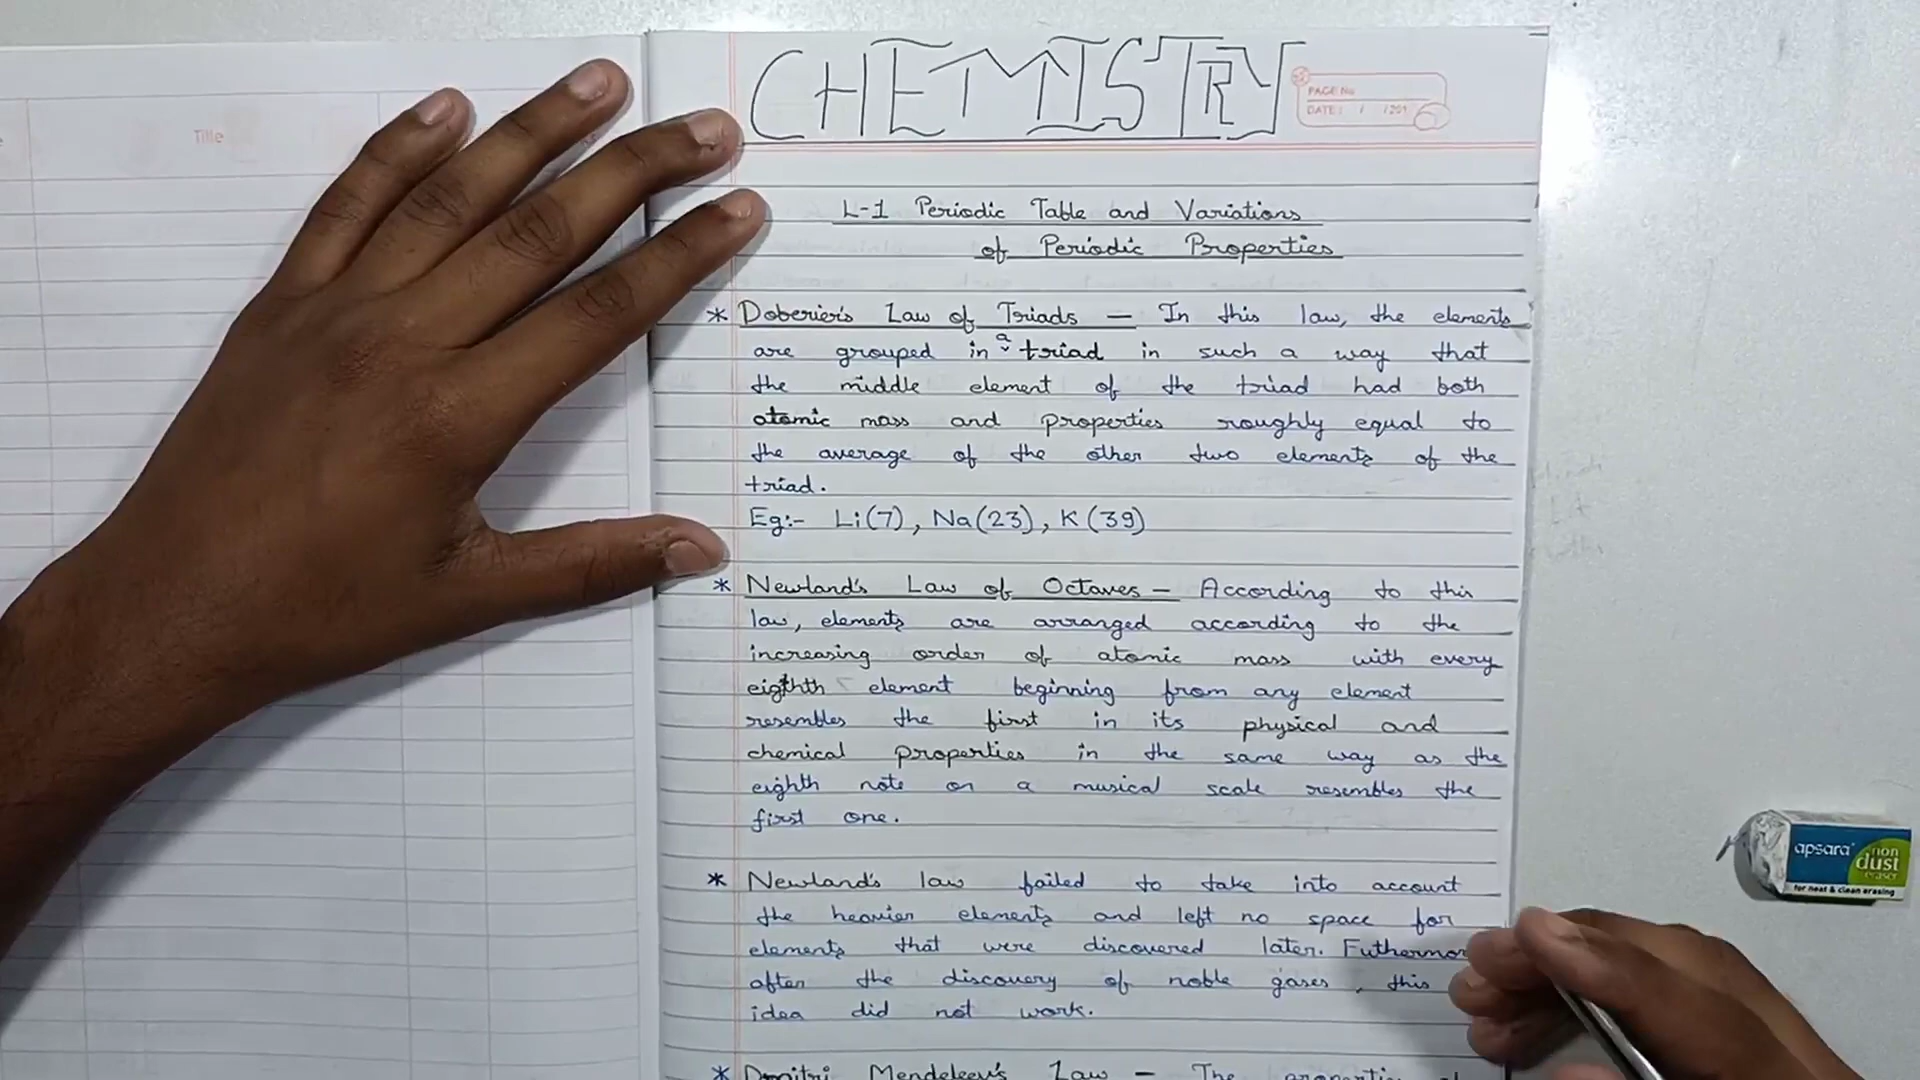 CHEMISTRY
PAGE No
DATE: / /201
Title
L-1 Periodic Table and Variations
of Periodic Properties
* Doberier's Law of Triads — In this law, the elements
are grouped in a triad in such a way that
the middle element of the triad had both
atomic mass and properties roughly equal to
the average of the other two elements of the
triad.
Eg:- Li(7), Na(23), K(39)
* Newland's Law of Octaves — According to this
law, elements are arranged according to the
increasing order of atomic mass with every
eigthth element beginning from any element
resembles the first in its physical and
chemical properties in the same way as the
eighth note on a musical scale resembles the
first one.
* Newland's law failed to take into account
the heavier elements and left no space for
elements that were discovered later. Futhermor
after the discovery of noble gases, this
idea did not work.
* Dmitri Mendeleev's Law — The
apsara
non
dust
eraser
for neat & clean erasing